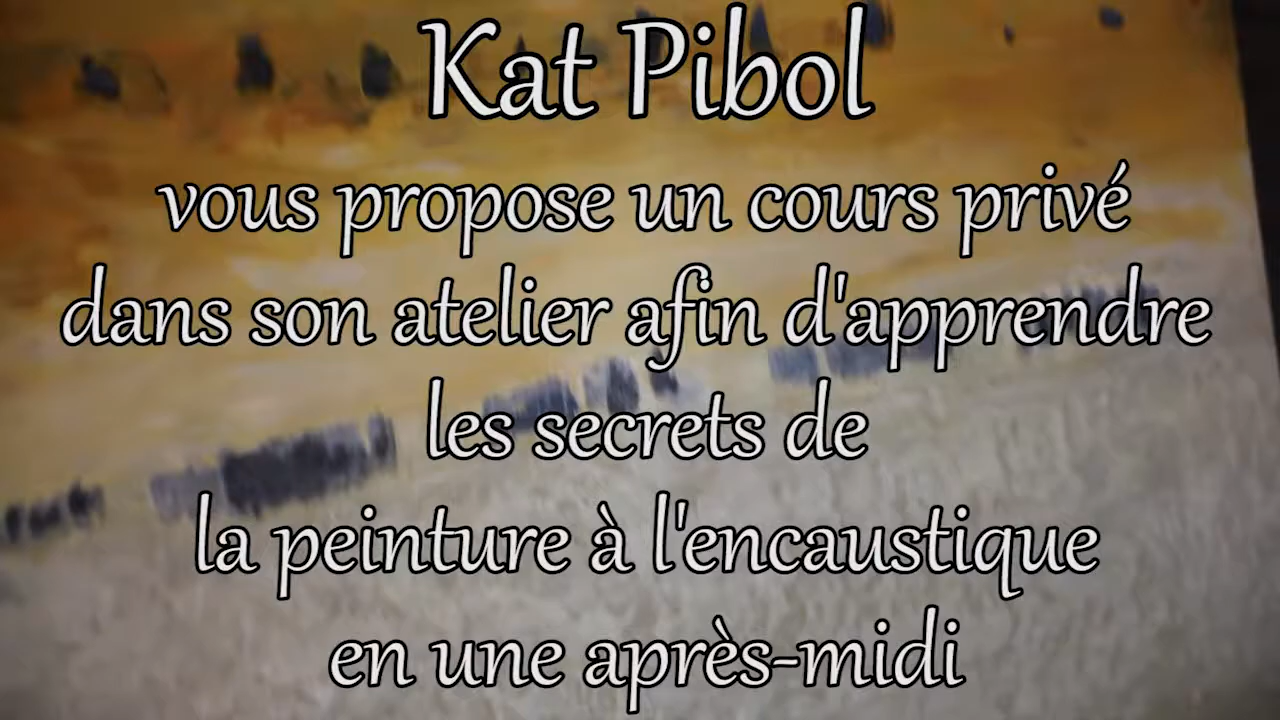 Kat Pibol
vous propose un cours privé
dans son atelier afin d'apprendre
les secrets de
la peinture à l'encaustique
en une après-midi